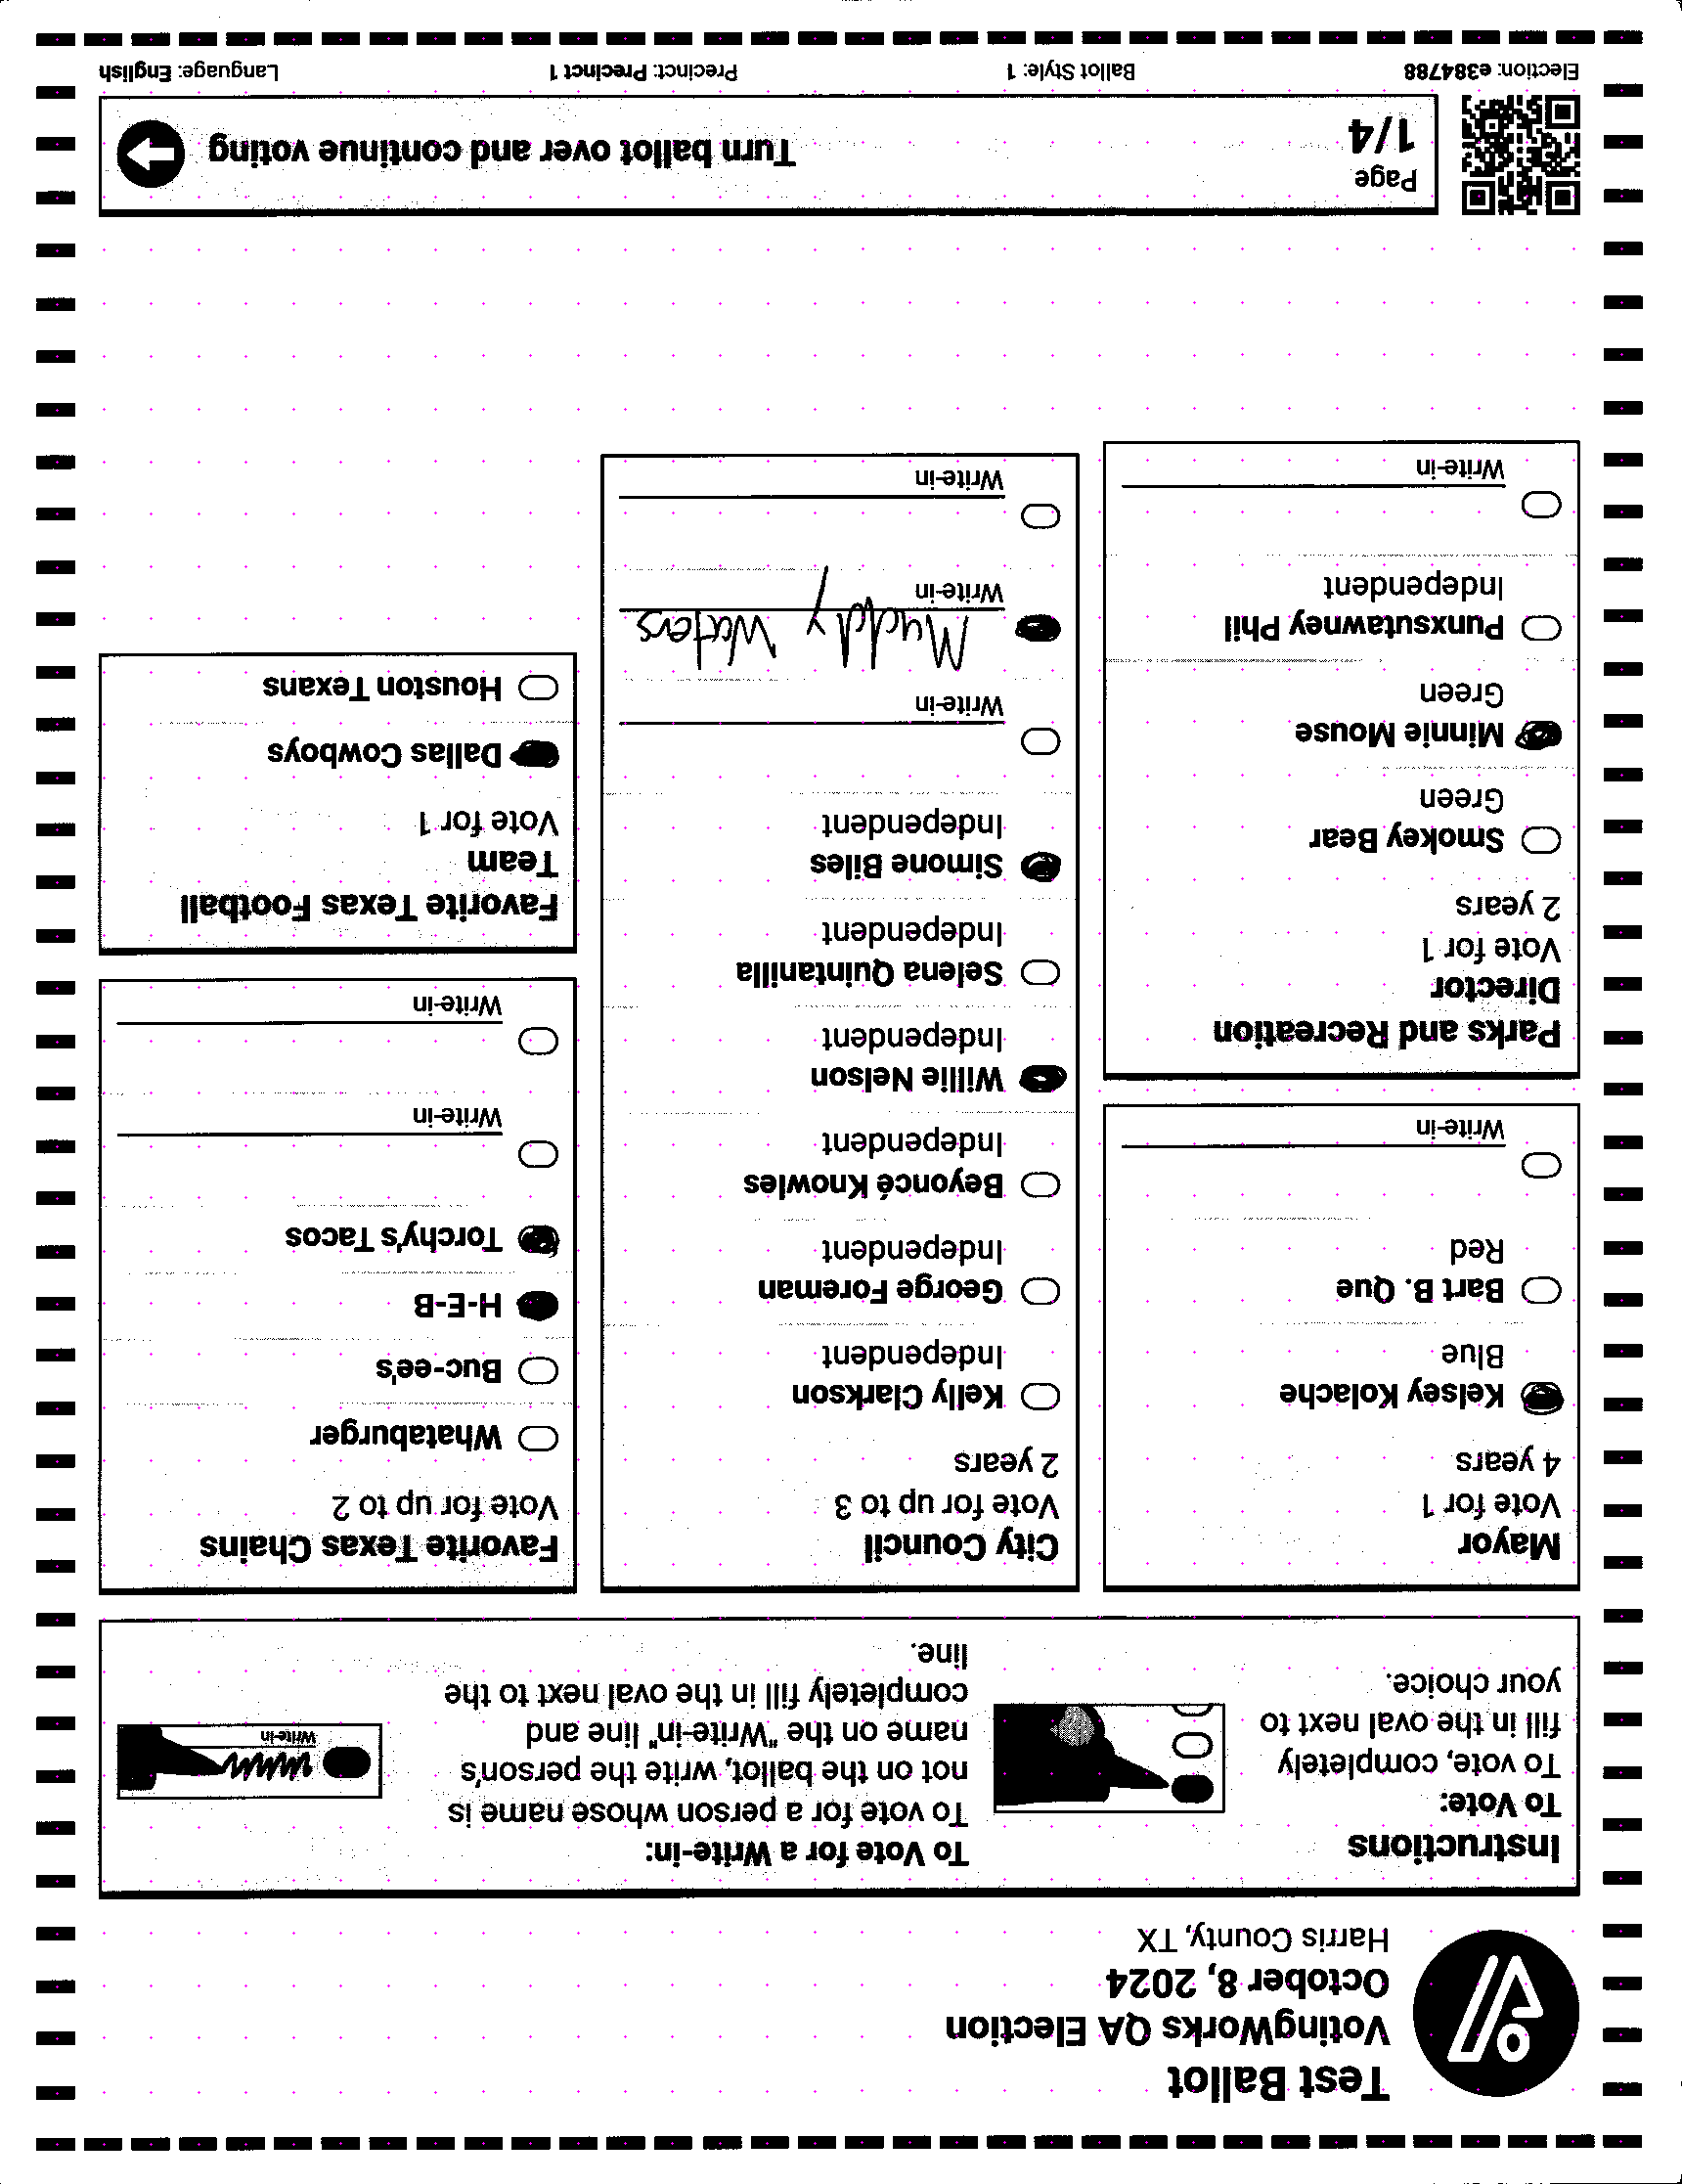 Test Ballot
VotingWorks QA Election
October 8, 2024
Harris County, TX
Instructions
To Vote:
To vote, completely
fill in the oval next to
your choice.
To Vote for a Write-in:
To vote for a person whose name is
not on the ballot, write the person's
name on the "Write-in" line and
completely fill in the oval next to the
line.
Write-in
Mayor
Vote for 1
4 years
Kelsey Kolache
Blue
Bart B. Que
Red
Write-in
Parks and Recreation
Director
Vote for 1
2 years
Smokey Bear
Green
Minnie Mouse
Green
Punxsutawney Phil
Independent
Write-in
City Council
Vote for up to 3
2 years
Kelly Clarkson
Independent
George Foreman
Independent
Beyoncé Knowles
Independent
Willie Nelson
Independent
Selena Quintanilla
Independent
Simone Biles
Independent
Write-in
Muddy Waters
Write-in
Write-in
Favorite Texas Chains
Vote for up to 2
Whataburger
Buc-ee's
H-E-B
Torchy's Tacos
Write-in
Write-in
Favorite Texas Football
Team
Vote for 1
Dallas Cowboys
Houston Texans
Page
1/4
Turn ballot over and continue voting
Election: e384788
Ballot Style: 1
Precinct: Precinct 1
Language: English